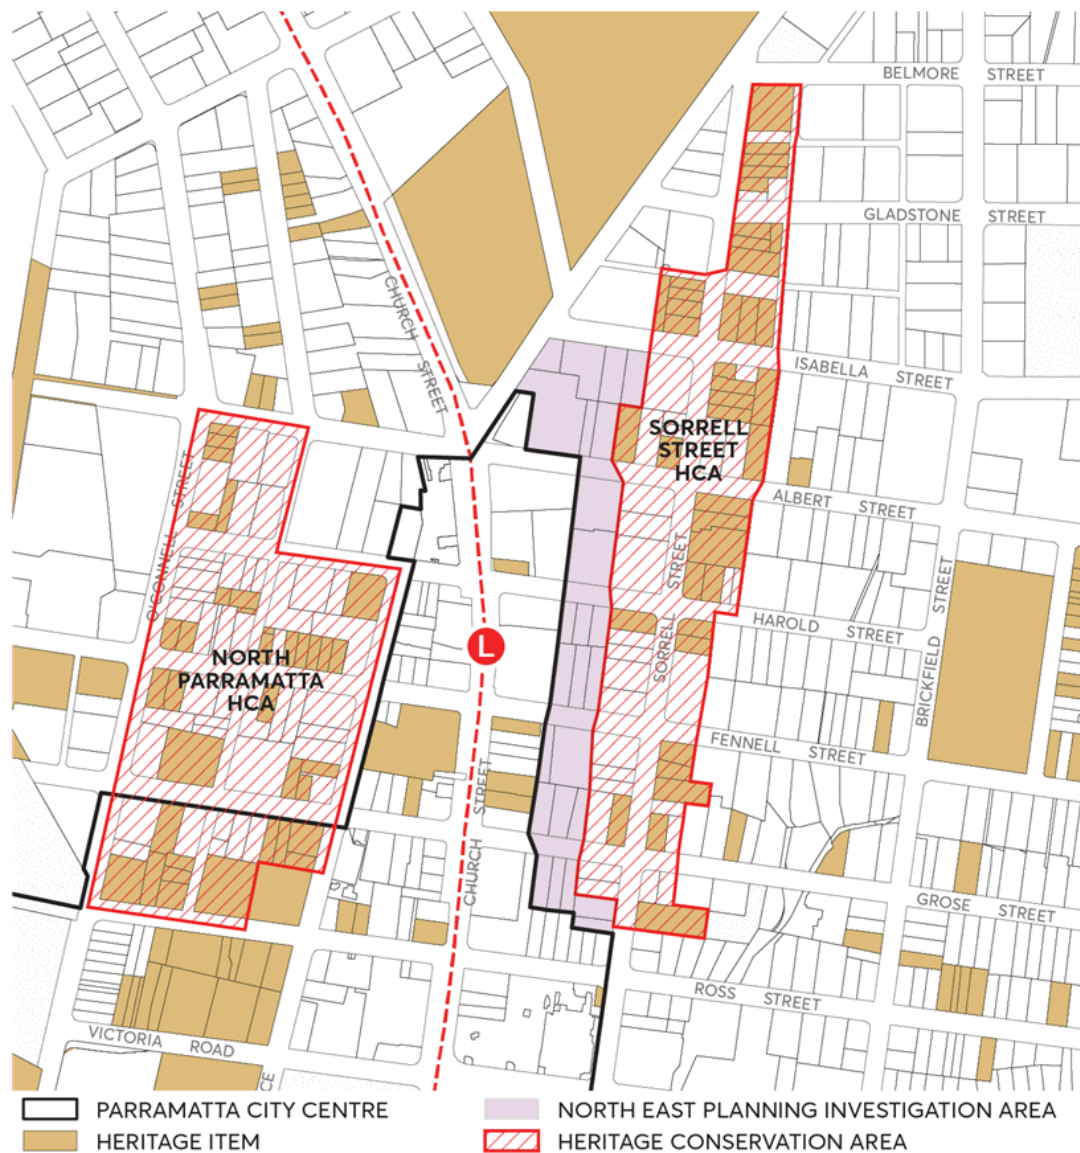 BELMORE STREET
GLADSTONE STREET
CHURCH STREET
ISABELLA STREET
SORRELL
STREET
HCA
O'CONNELL STREET
ALBERT STREET
SORRELL STREET
HAROLD STREET
BRICKFIELD STREET
L
NORTH
PARRAMATTA
HCA
FENNELL STREET
CHURCH STREET
GROSE STREET
ROSS STREET
VICTORIA ROAD
CE
PARRAMATTA CITY CENTRE
NORTH EAST PLANNING INVESTIGATION AREA
HERITAGE ITEM
HERITAGE CONSERVATION AREA